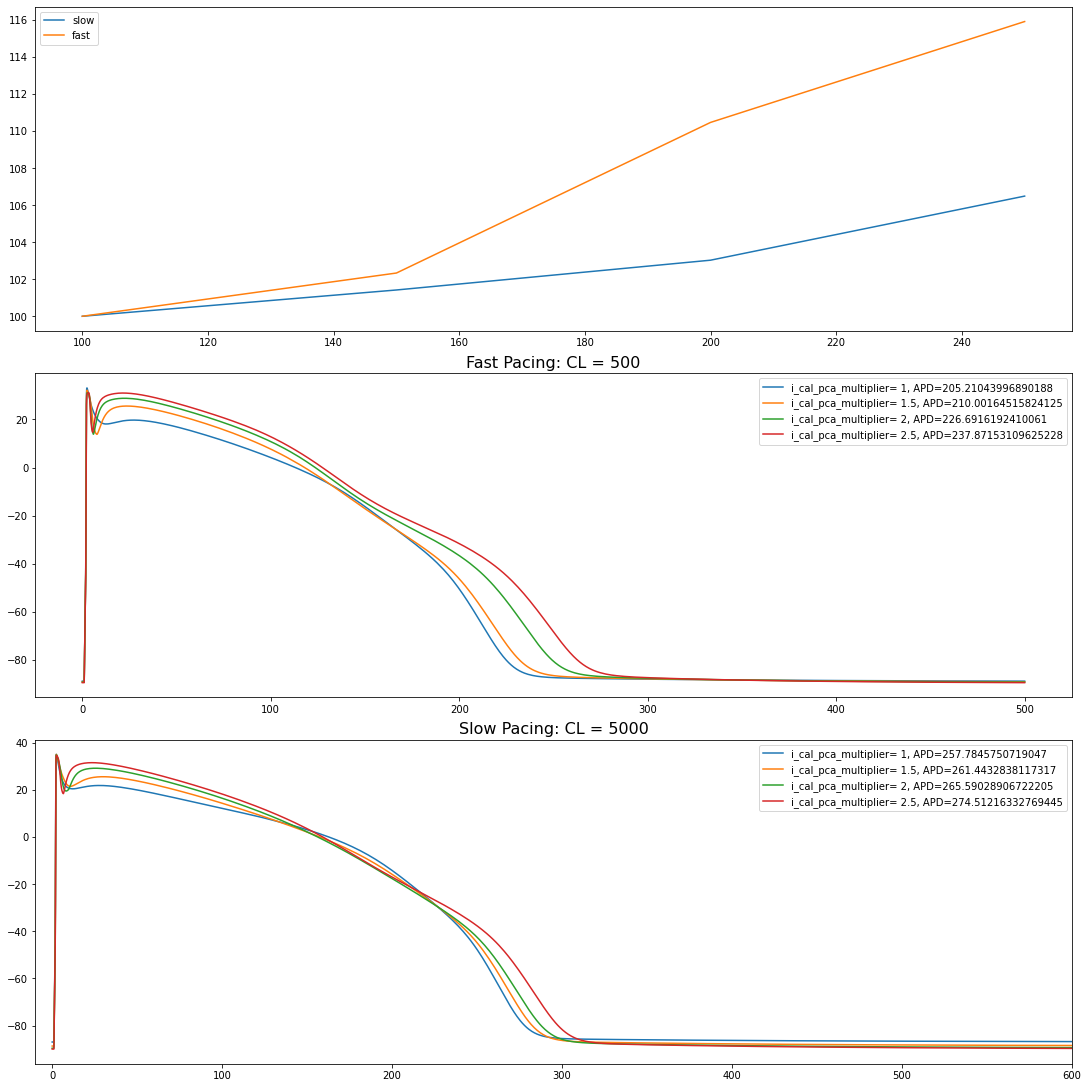 116
114
112
110
108
106
104
102
100
slow
fast
100 120 140 160 180 200 220 240
Fast Pacing: CL = 500
20
0
−20
−40
−60
−80
i_cal_pca_multiplier= 1, APD=205.21043996890188
i_cal_pca_multiplier= 1.5, APD=210.00164515824125
i_cal_pca_multiplier= 2, APD=226.6916192410061
i_cal_pca_multiplier= 2.5, APD=237.87153109625228
0 100 200 300 400 500
Slow Pacing: CL = 5000
40
20
0
−20
−40
−60
−80
i_cal_pca_multiplier= 1, APD=257.7845750719047
i_cal_pca_multiplier= 1.5, APD=261.4432838117317
i_cal_pca_multiplier= 2, APD=265.59028906722205
i_cal_pca_multiplier= 2.5, APD=274.51216332769445
0 100 200 300 400 500 600